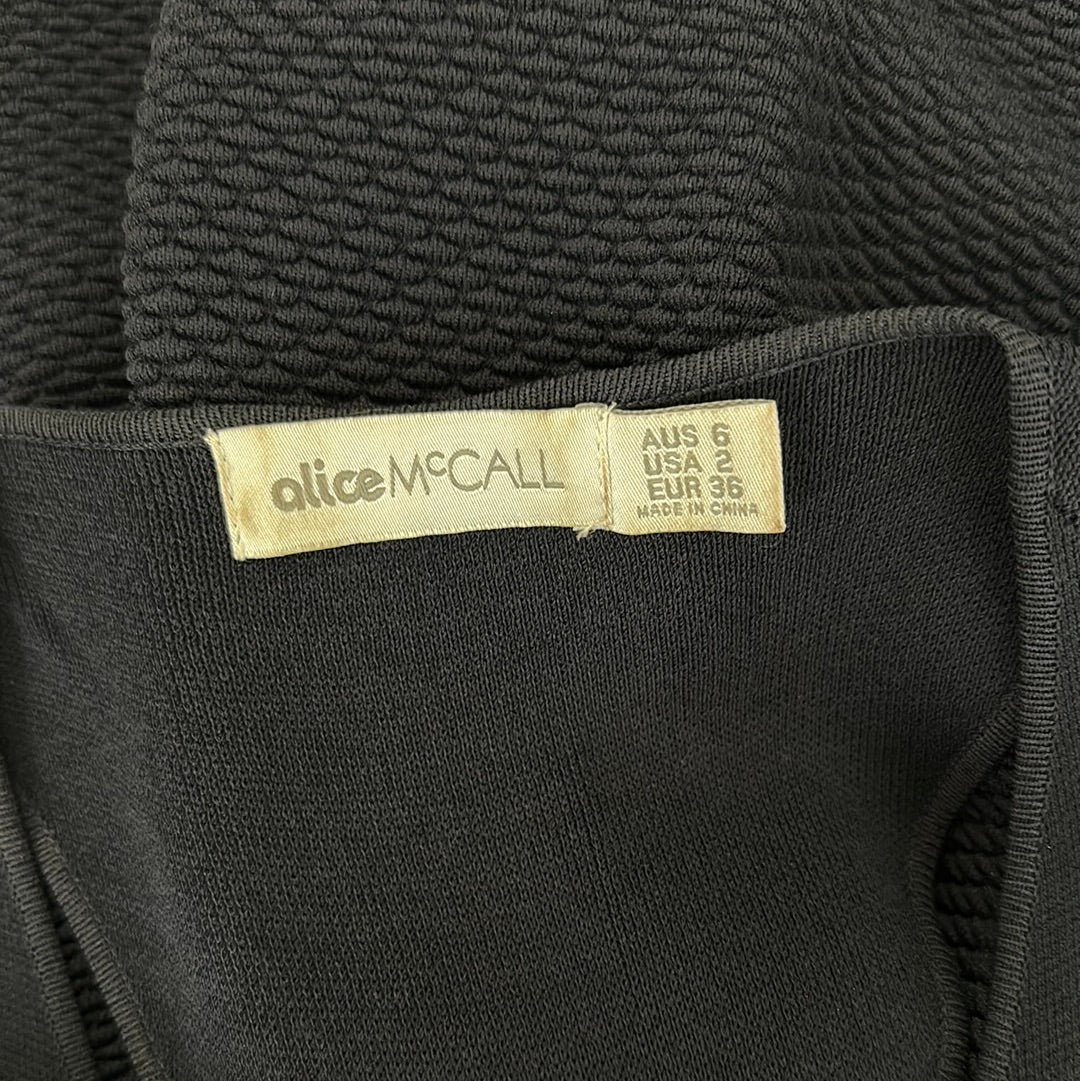 alice McCALL
AUS 6
USA 2
EUR 36
MADE IN CHINA